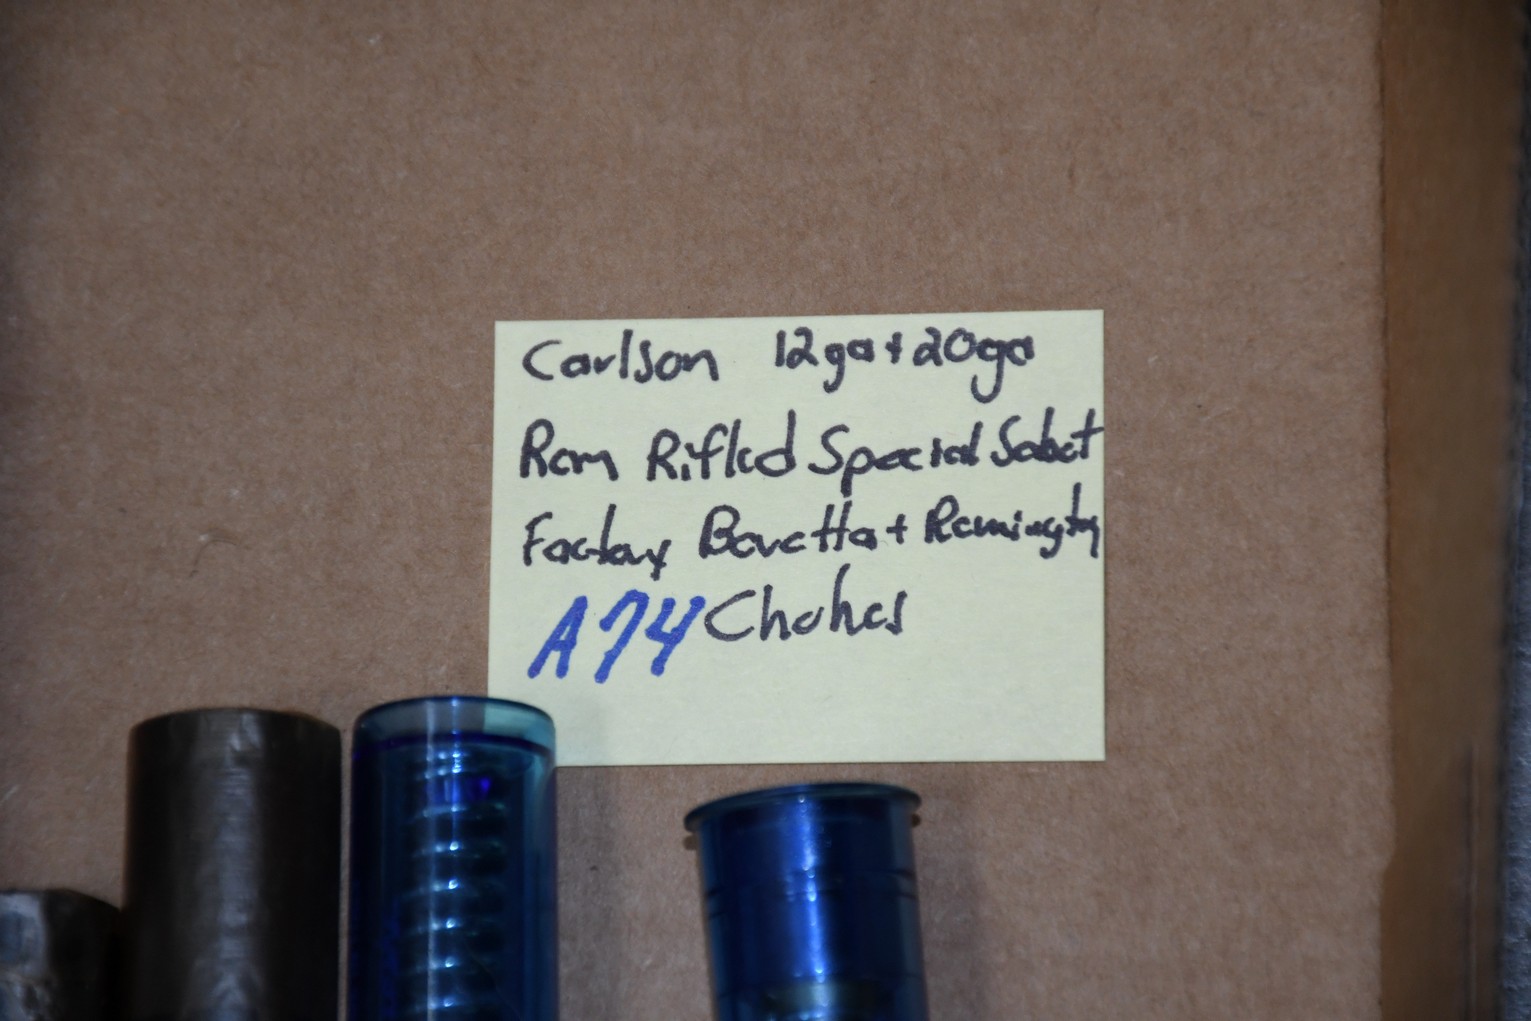 Carlson 12ga + 20ga
Rem Rifled Special Sabot
Factory Beretta + Remington
A74 Chokes